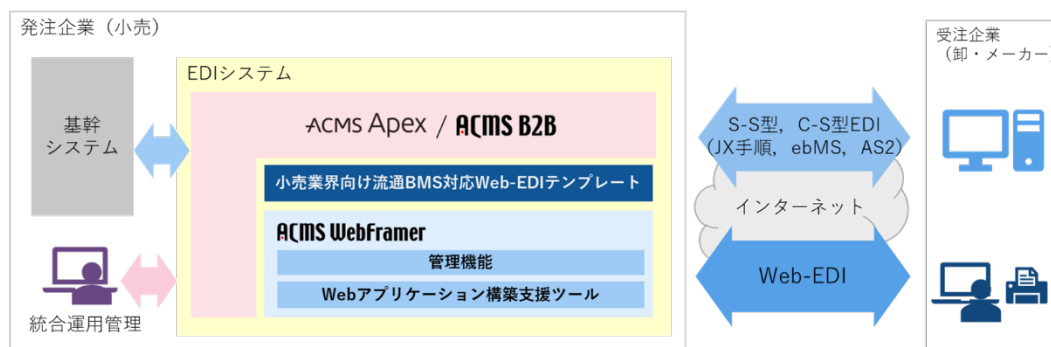 発注企業（小売）
基幹
システム
統合運用管理
EDIシステム
ACMS Apex / ACMS B2B
小売業界向け流通BMS対応Web-EDIテンプレート
ACMS WebFramer
管理機能
Webアプリケーション構築支援ツール
S-S型，C-S型EDI
(JX手順，ebMS，AS2)
インターネット
Web-EDI
受注企業
（卸・メーカー）